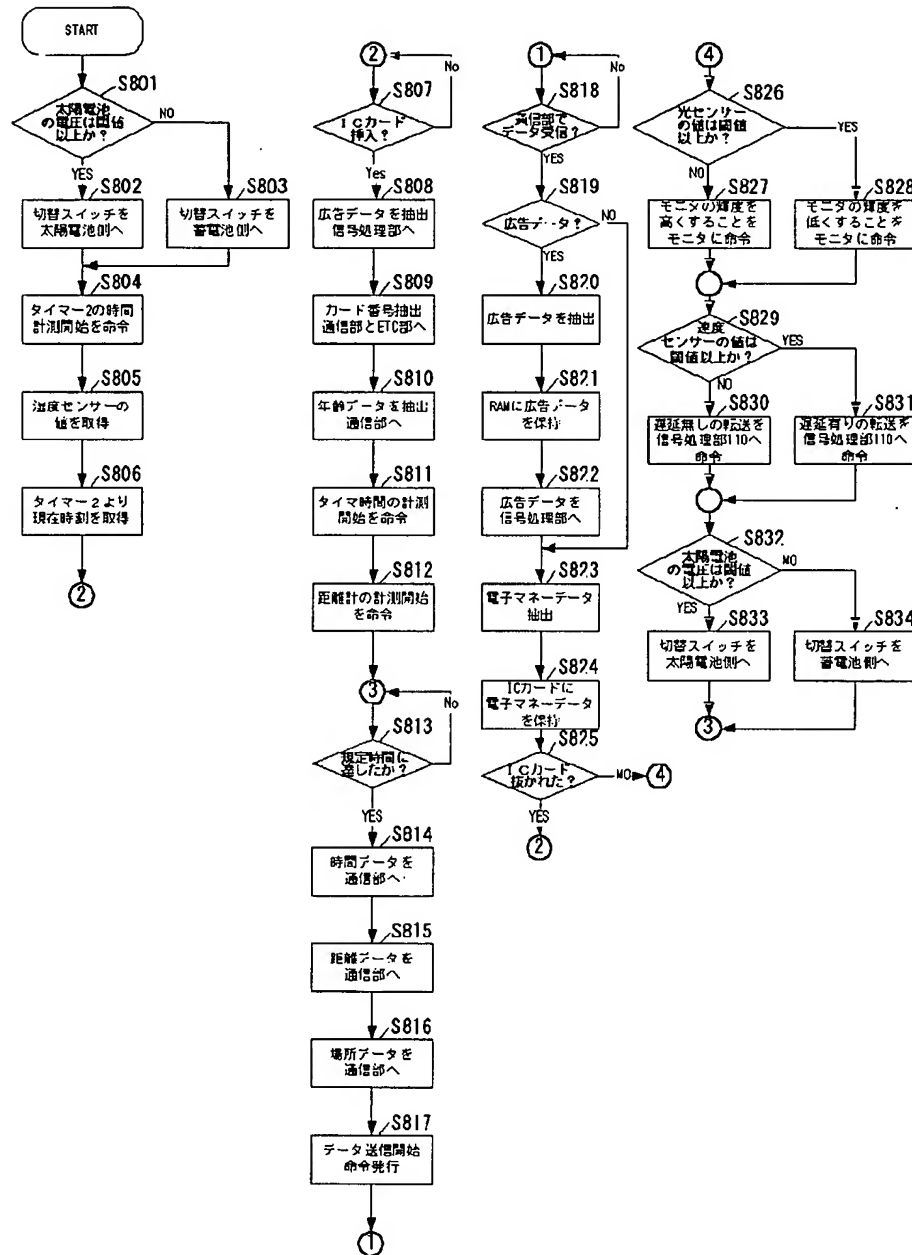 START
S801
太陽電池
の電圧は閾値
以上か？
NO
YES
S802
切替スイッチを
太陽電池側へ
S803
切替スイッチを
蓄電池側へ
S804
タイマー2の時間
計測開始を命令
S805
湿度センサーの
値を取得
S806
タイマー2より
現在時刻を取得
2
2
No
S807
ICカード
挿入？
Yes
S808
広告データを抽出
信号処理部へ
S809
カード番号抽出
通信部とETC部へ
S810
年齢データを抽出
通信部へ
S811
タイマ時間の計測
開始を命令
S812
距離計の計測開始
を命令
3
No
S813
規定時間に
達したか？
YES
S814
時間データを
通信部へ
S815
距離データを
通信部へ
S816
場所データを
通信部へ
S817
データ送信開始
命令発行
1
1
No
S818
データ受信？
YES
S819
広告データ？
NO
YES
S820
広告データを抽出
S821
RAMに広告データ
を保持
S822
広告データを
信号処理部へ
S823
電子マネーデータ
抽出
S824
ICカードに
電子マネーデータ
を保持
S825
ICカード
抜かれた？
NO
4
YES
2
4
S826
光センサー
の値は閾値
以上か？
YES
NO
S827
モニタの輝度を
高くすることを
モニタに命令
S828
モニタの輝度を
低くすることを
モニタに命令
S829
速度
センサーの値は
閾値以上か？
YES
NO
S830
遅延無しの転送を
信号処理部110へ
命令
S831
遅延有りの転送を
信号処理部110へ
命令
S832
太陽電池
の電圧は閾値
以上か？
NO
YES
S833
切替スイッチを
太陽電池側へ
S834
切替スイッチを
蓄電池側へ
3